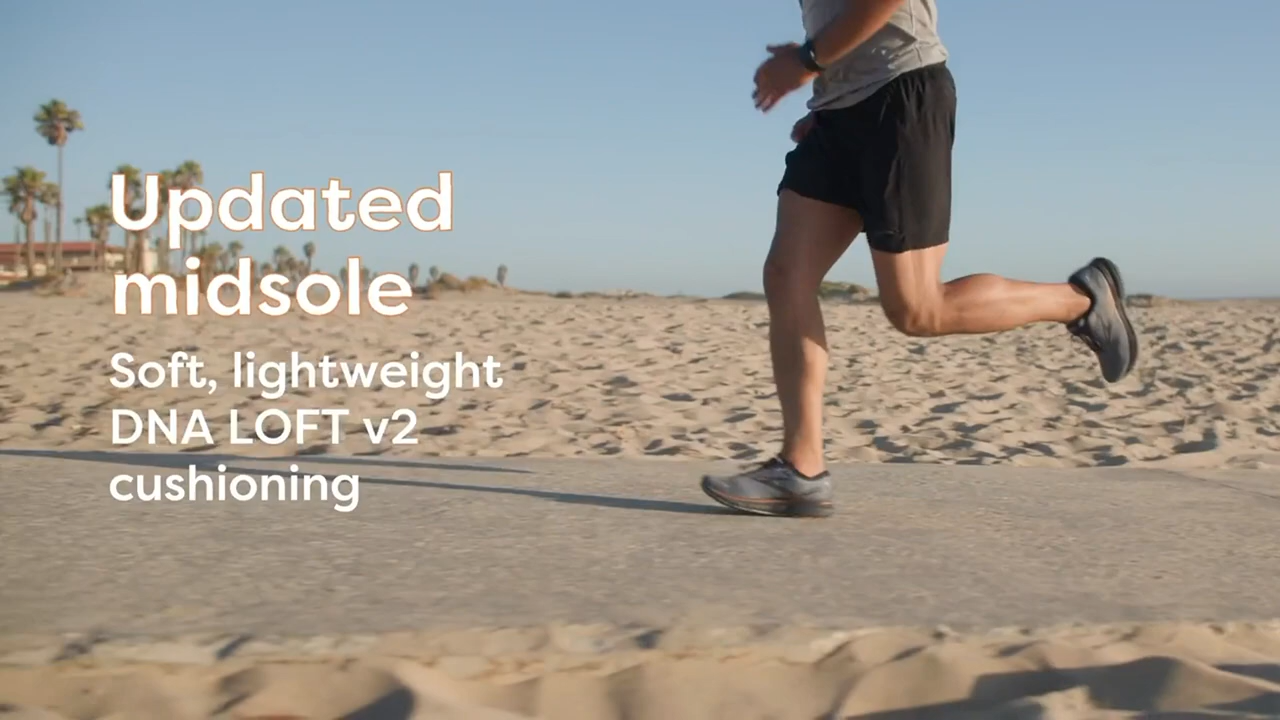 Updated
midsole
Soft, lightweight
DNA LOFT v2
cushioning